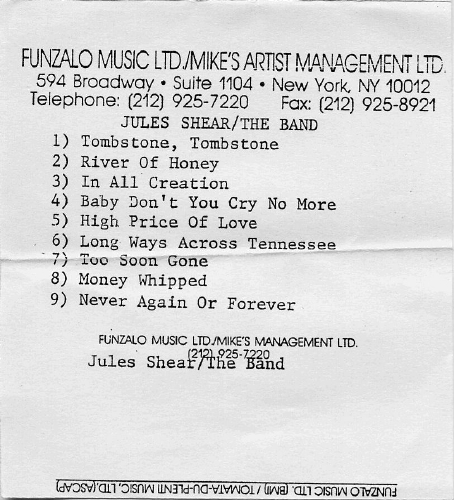 FUNZALO MUSIC LTD./MIKE'S ARTIST MANAGEMENT LTD.
594 Broadway • Suite 1104 • New York, NY 10012
Telephone: (212) 925-7220 Fax: (212) 925-8921
JULES SHEAR/THE BAND
1) Tombstone, Tombstone
2) River Of Honey
3) In All Creation
4) Baby Don't You Cry No More
5) High Price Of Love
6) Long Ways Across Tennessee
7) Too Soon Gone
8) Money Whipped
9) Never Again Or Forever
FUNZALO MUSIC LTD./MIKE'S MANAGEMENT LTD.
(212) 925-7220
Jules Shear/The Band
FUNZALO MUSIC LTD. (BMI) / TOMATA-DU-PLENTI MUSIC, LTD. (ASCAP)